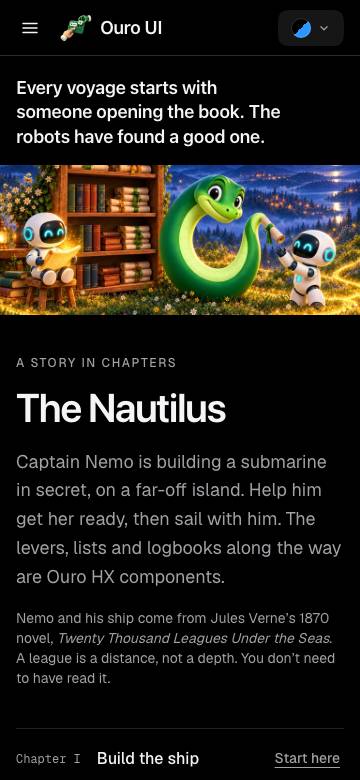 Ouro UI
Every voyage starts with
someone opening the book. The
robots have found a good one.
A STORY IN CHAPTERS
The Nautilus
Captain Nemo is building a submarine
in secret, on a far-off island. Help him
get her ready, then sail with him. The
levers, lists and logbooks along the way
are Ouro HX components.
Nemo and his ship come from Jules Verne’s 1870
novel, Twenty Thousand Leagues Under the Seas.
A league is a distance, not a depth. You don’t need
to have read it.
Chapter I Build the ship Start here